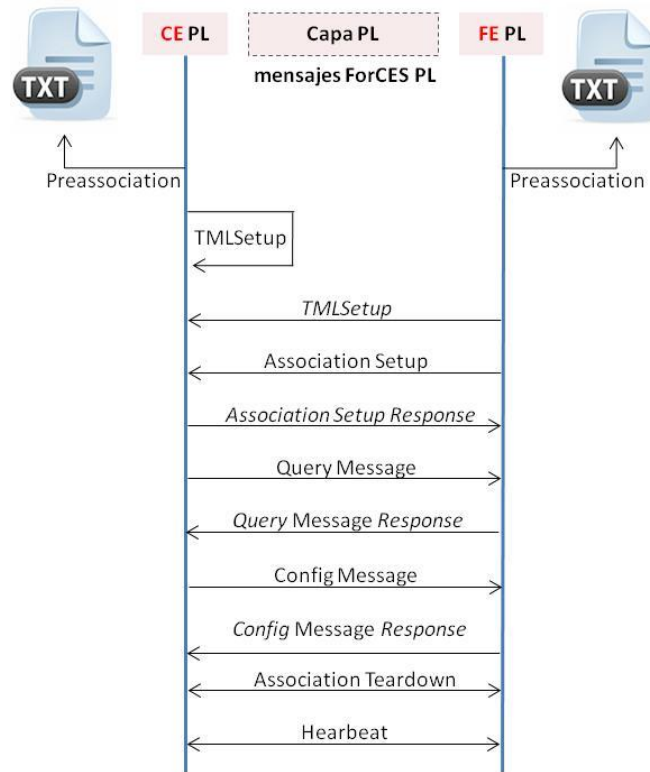 CE PL
Capa PL
FE PL
mensajes ForCES PL
TXT
TXT
Preassociation
Preassociation
TMLSetup
TMLSetup
Association Setup
Association Setup Response
Query Message
Query Message Response
Config Message
Config Message Response
Association Teardown
Hearbeat